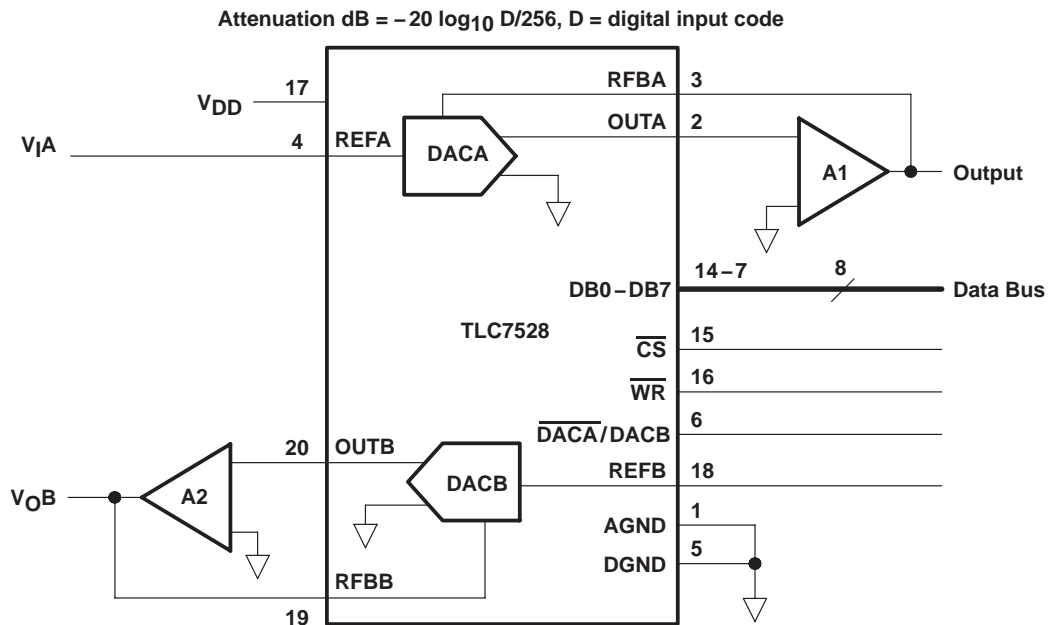 Attenuation dB = – 20 log10 D/256, D = digital input code
17
VDD
RFBA
3
OUTA
2
VIA
4
REFA
DACA
A1
Output
DB0 – DB7
14 – 7
8
Data Bus
TLC7528
CS
15
WR
16
DACA/DACB
6
20
OUTB
REFB
18
VOB
A2
DACB
AGND
1
DGND
5
RFBB
19